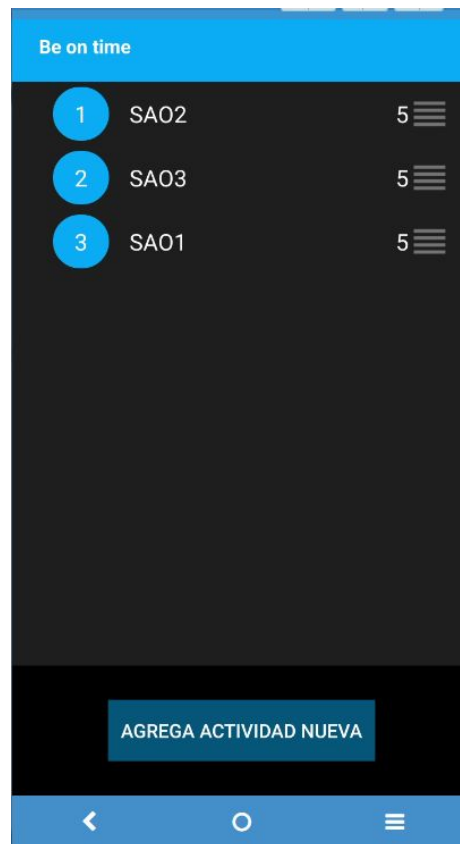 Be on time
1 SAO2 5
2 SAO3 5
3 SAO1 5
AGREGA ACTIVIDAD NUEVA